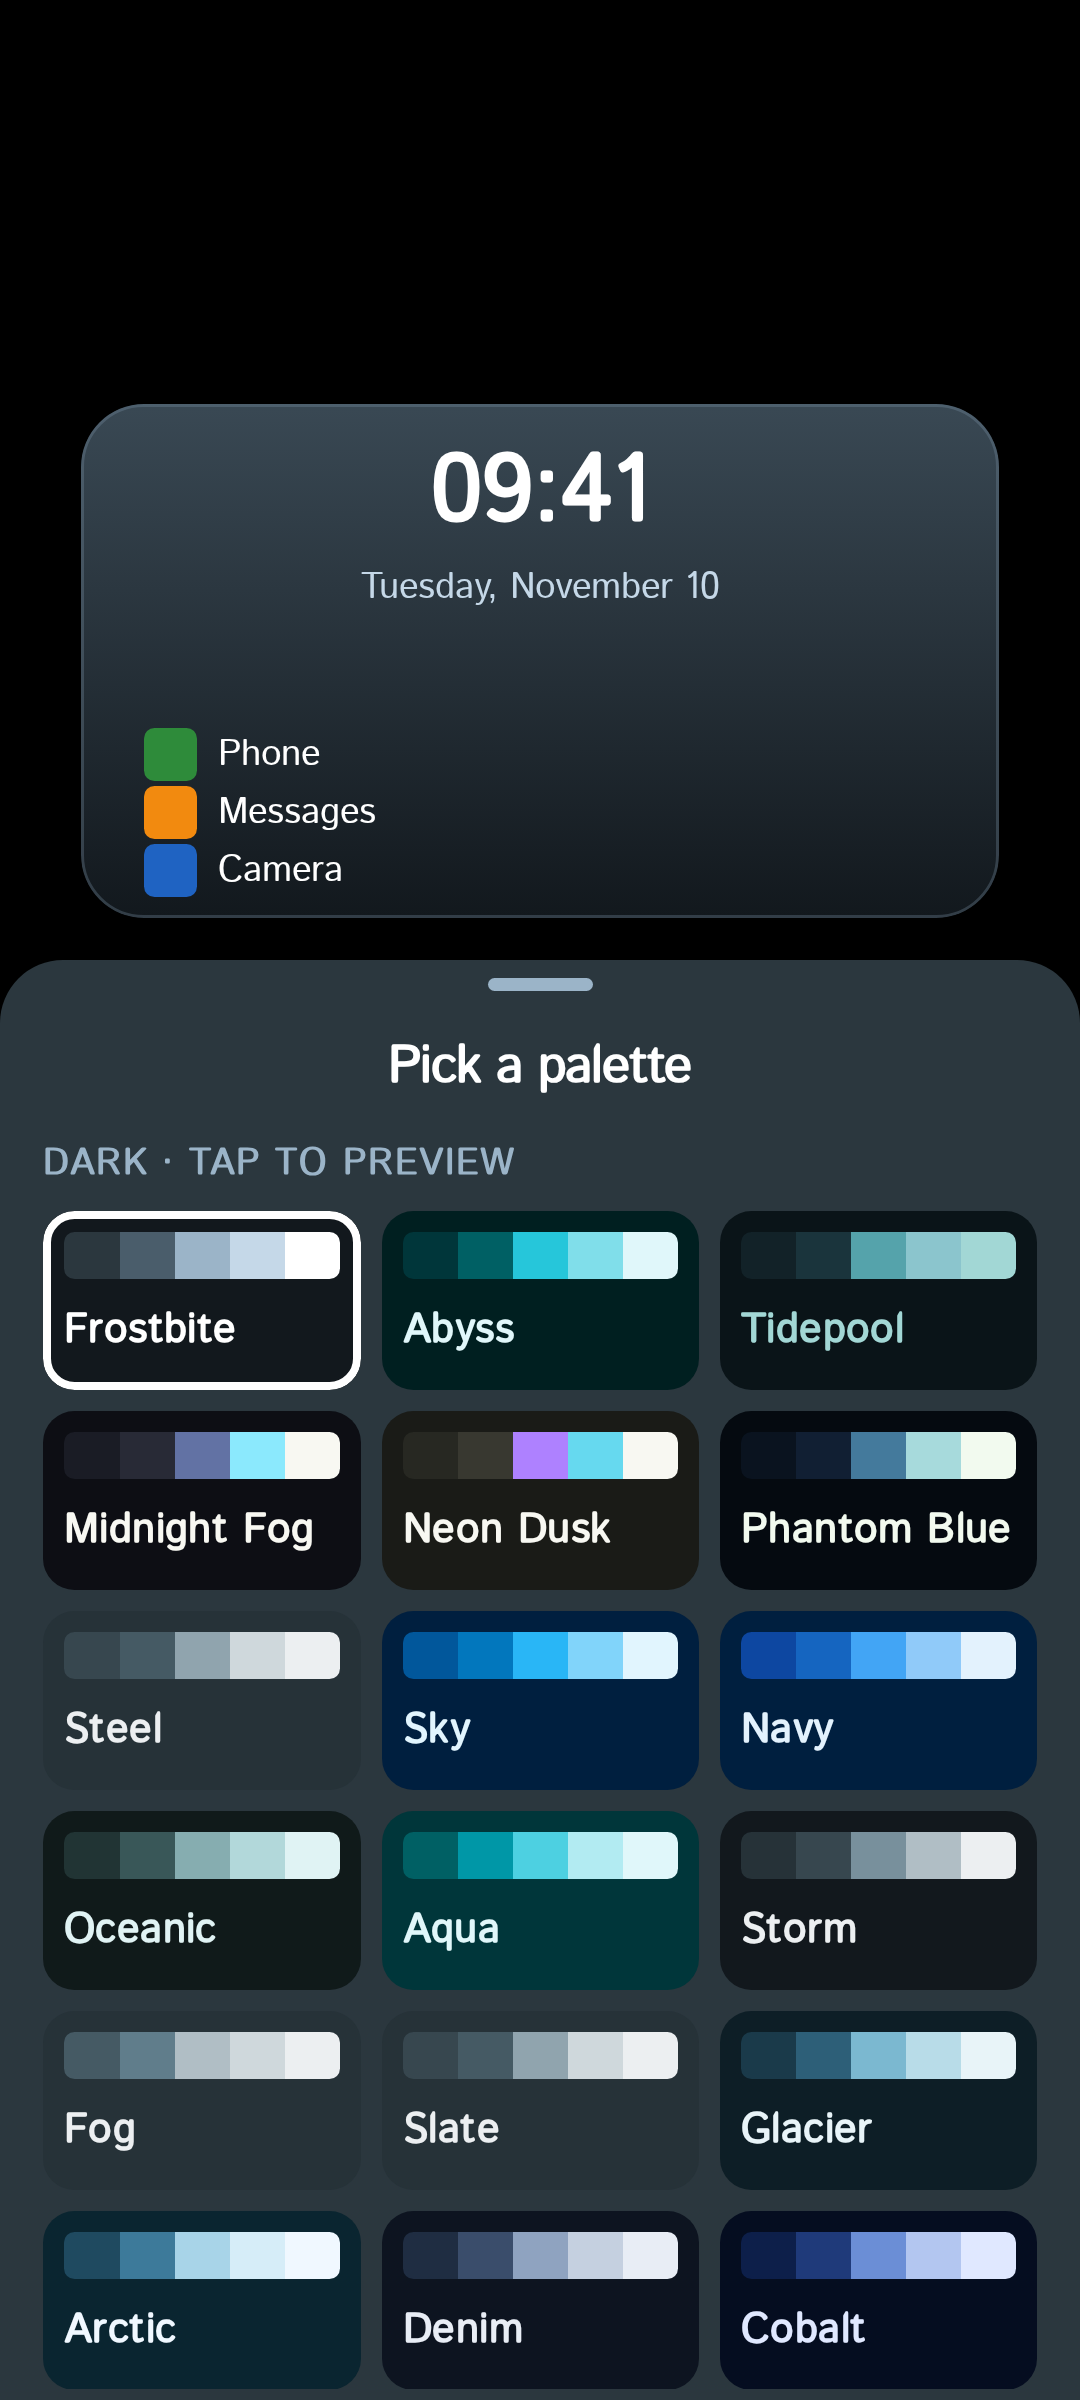 09:41
Tuesday, November 10
Phone
Messages
Camera
Pick a palette
DARK · TAP TO PREVIEW
Frostbite
Abyss
Tidepool
Midnight Fog
Neon Dusk
Phantom Blue
Steel
Sky
Navy
Oceanic
Aqua
Storm
Fog
Slate
Glacier
Arctic
Denim
Cobalt